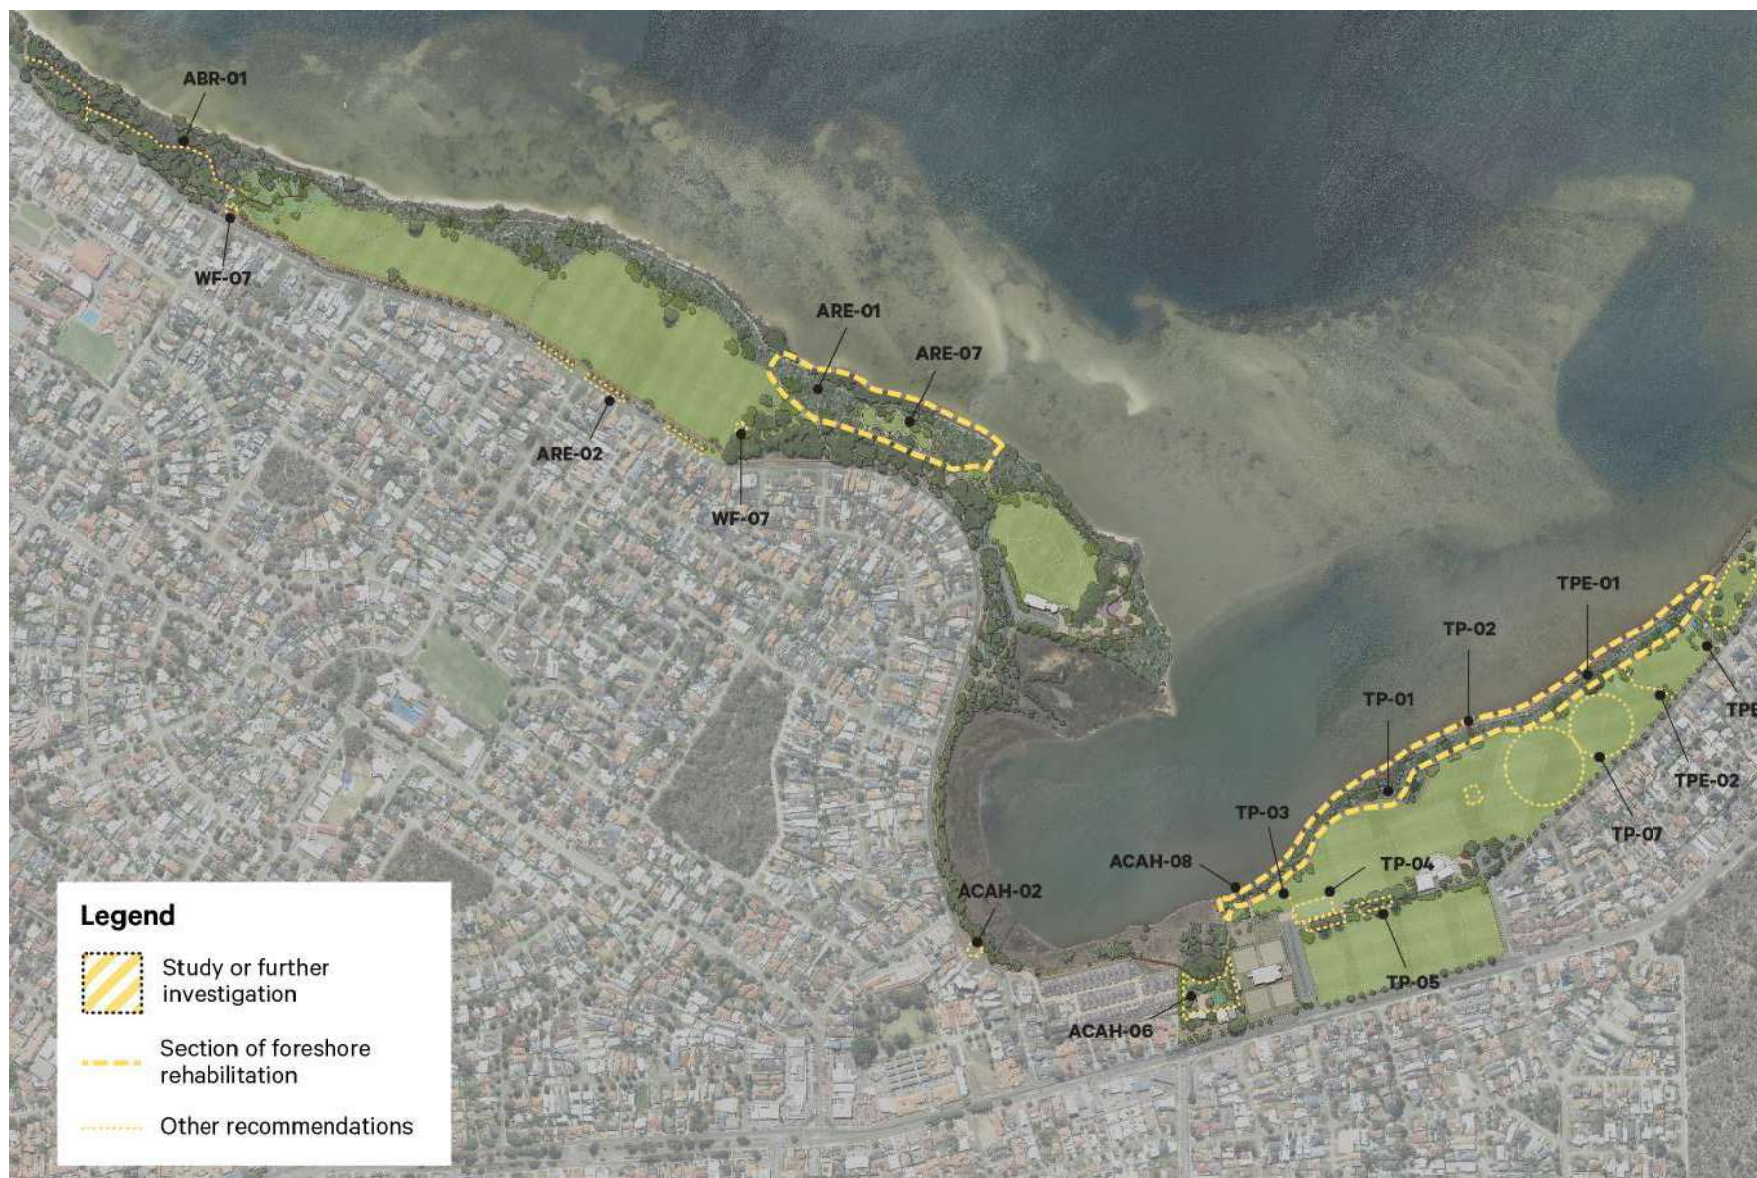 ABR-01
WF-07
ARE-01
ARE-07
ARE-02
WF-07
TPE-01
TP-02
TP-01
TPE
TPE-02
TP-03
TP-07
ACAH-08
TP-04
ACAH-02
TP-05
ACAH-06
Legend
Study or further
investigation
Section of foreshore
rehabilitation
Other recommendations